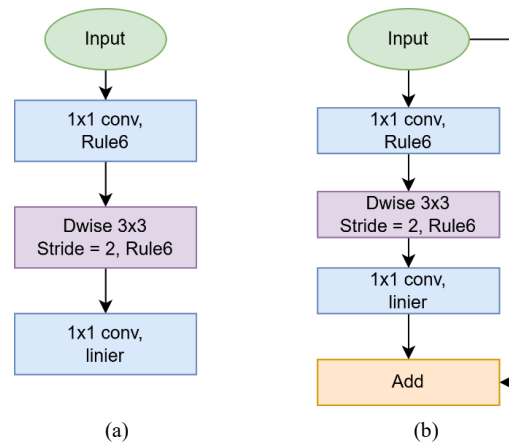 Input
1x1 conv,
Rule6
Dwise 3x3
Stride = 2, Rule6
1x1 conv,
linier
(a)
Input
1x1 conv,
Rule6
Dwise 3x3
Stride = 2, Rule6
1x1 conv,
linier
Add
(b)